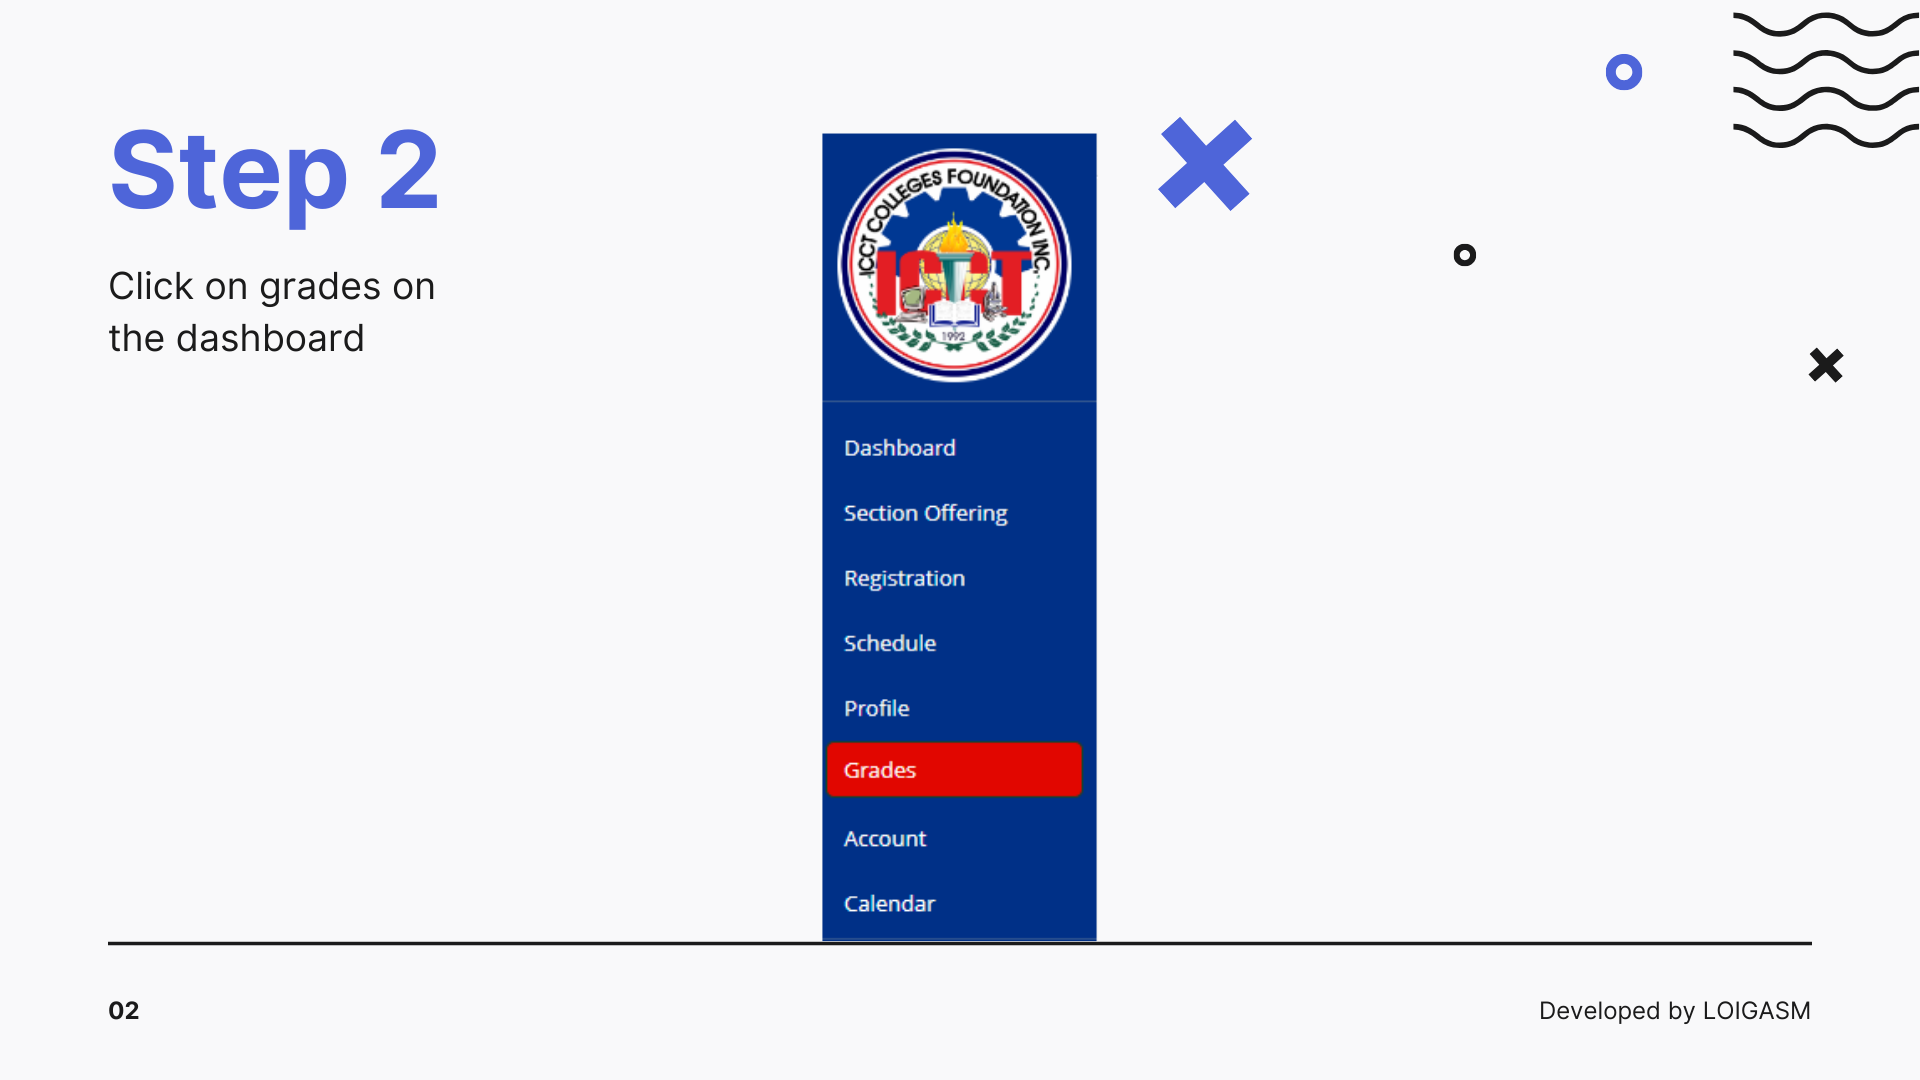 Step 2
Click on grades on
the dashboard
ICCT COLLEGES FOUNDATION INC.
ICCT
1992
Dashboard
Section Offering
Registration
Schedule
Profile
Grades
Account
Calendar
02
Developed by LOIGASM